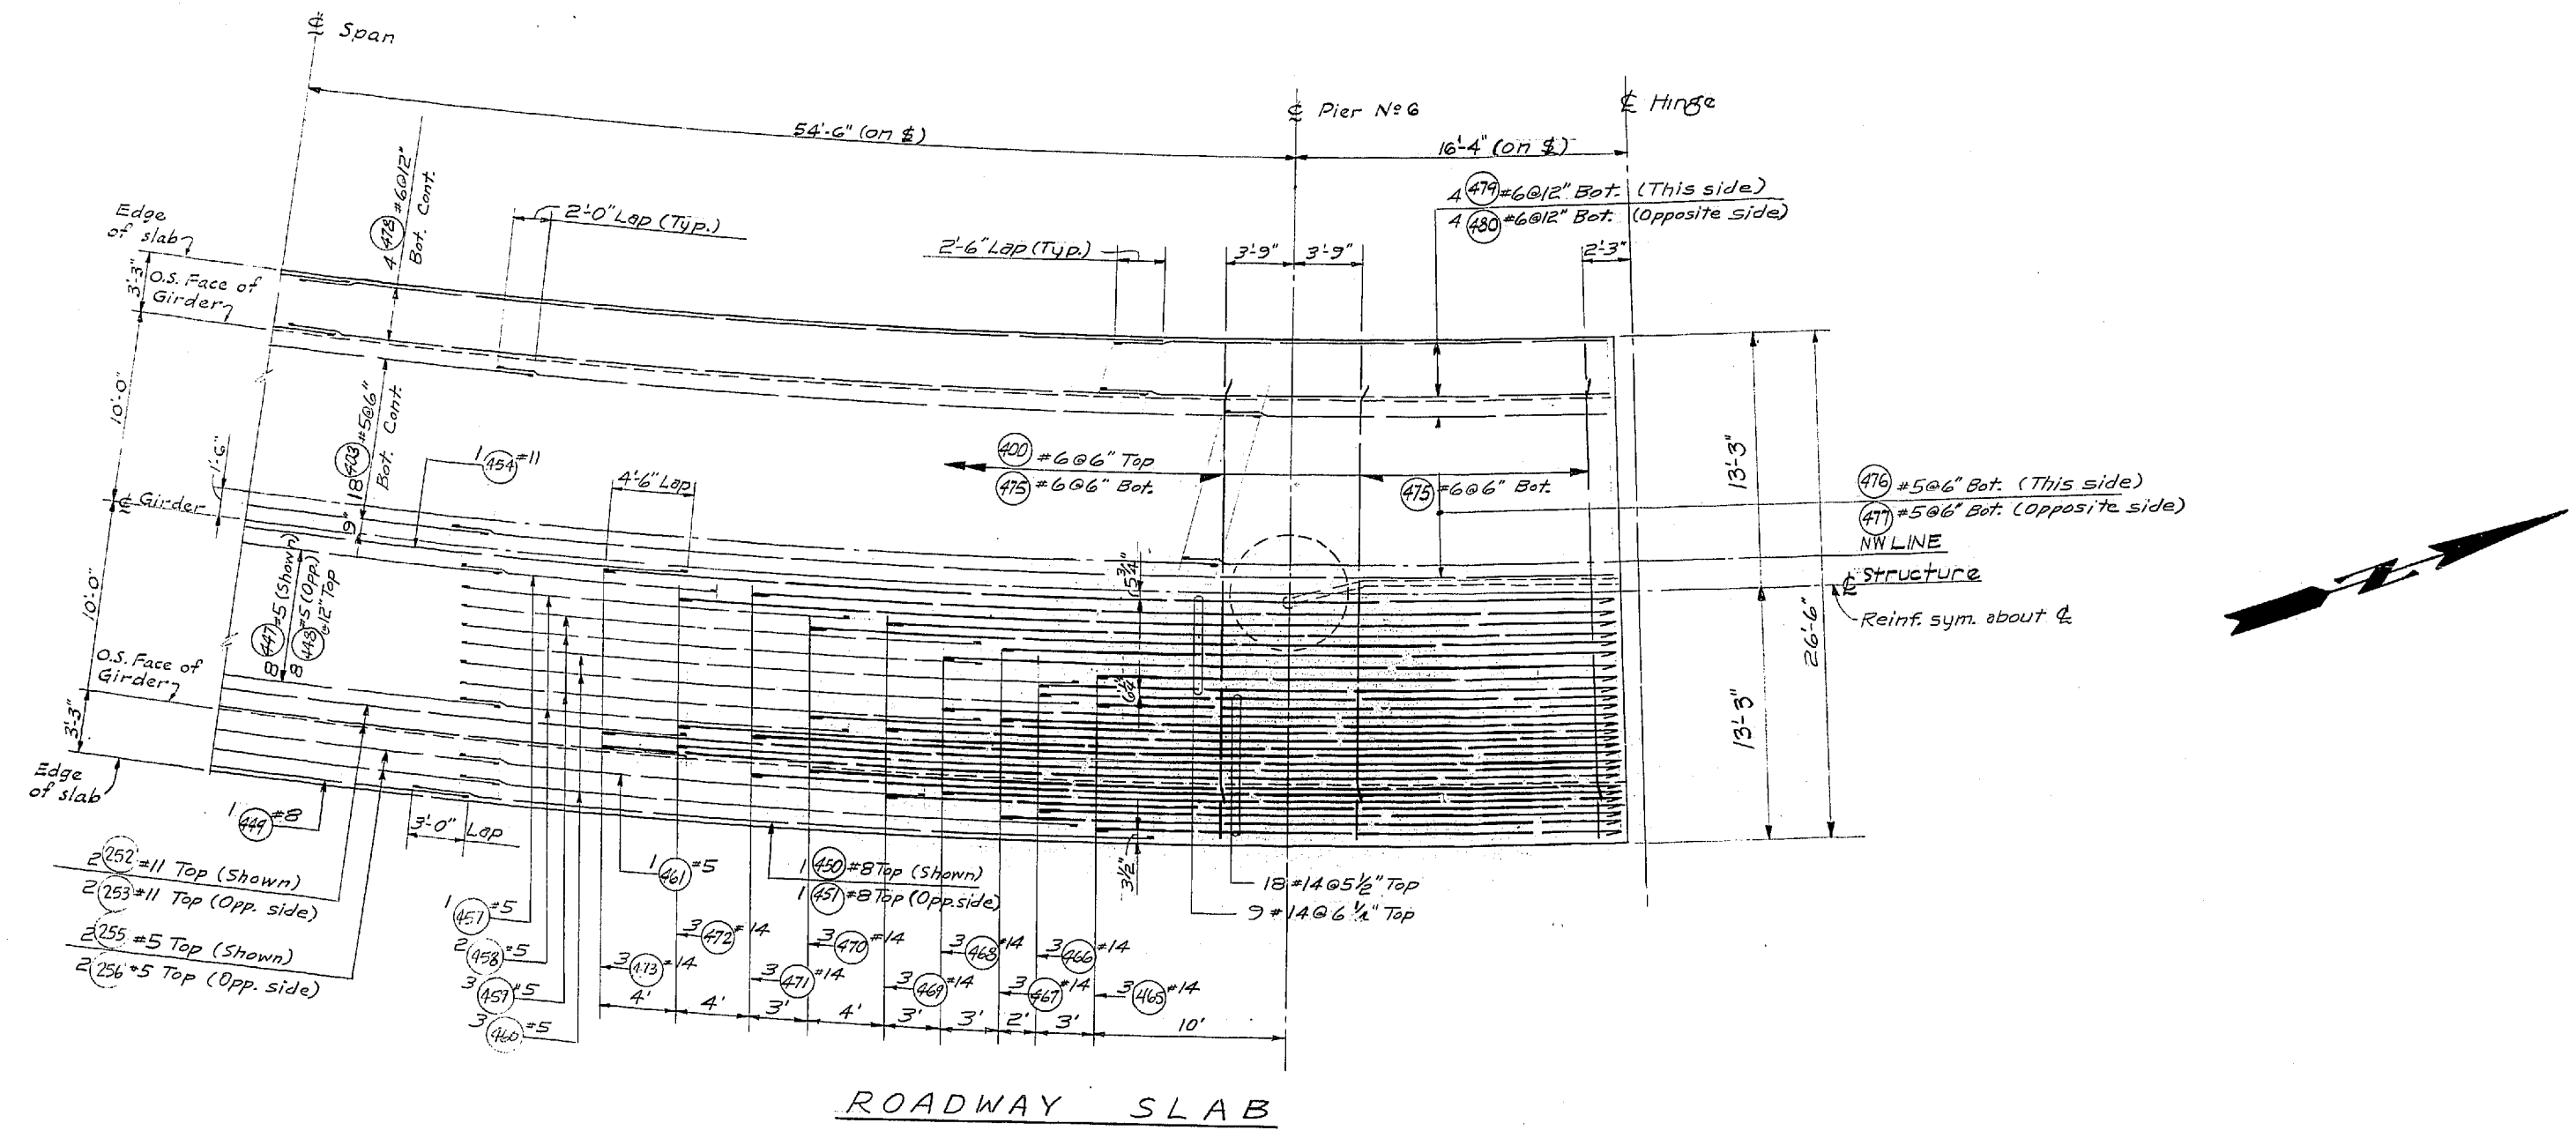 ℄ Span
54'-6" (on ℄)
℄ Pier Nº 6
16'-4" (on ℄)
℄ Hinge
4 479 #6@12" Bot. (This side)
4 480 #6@12" Bot. (Opposite side)
4 478 #6@12"
Bot. Cont.
2'-0" Lap (Typ.)
2'-6" Lap (Typ.)
3'-9"
3'-9"
2'-3"
Edge
of slab
3'-3"
O.S. Face of
Girder
10'-0"
18 403 #5@6"
Bot. Cont.
1'-6"
℄ Girder
9"
1 454 #11
4'-6" Lap
400 #6@6" Top
475 #6@6" Bot.
475 #6@6" Bot.
13'-3"
476 #5@6" Bot. (This side)
477 #5@6" Bot. (Opposite side)
NW LINE
℄ Structure
Reinf. sym. about ℄
26'-6"
13'-3"
5¾"
6¼"
3½"
10'-0"
8 447 #5 (Shown)
8 448 #5 (Opp.)
@12" Top
O.S. Face of
Girder
3'-3"
Edge
of slab
1 449 #8
3'-0" Lap
2 252 #11 Top (Shown)
2 253 #11 Top (Opp. side)
2 255 #5 Top (Shown)
2 256 #5 Top (Opp. side)
1 457 #5
2 458 #5
3 459 #5
3 460 #5
1 461 #5
1 450 #8 Top (Shown)
1 451 #8 Top (Opp. side)
18 #14@5½" Top
9 #14@6¼" Top
3 473 #14
3 472 #14
3 471 #14
3 470 #14
3 469 #14
3 468 #14
3 467 #14
3 466 #14
3 465 #14
4'
4'
3'
4'
3'
3'
2'
3'
10'
ROADWAY SLAB